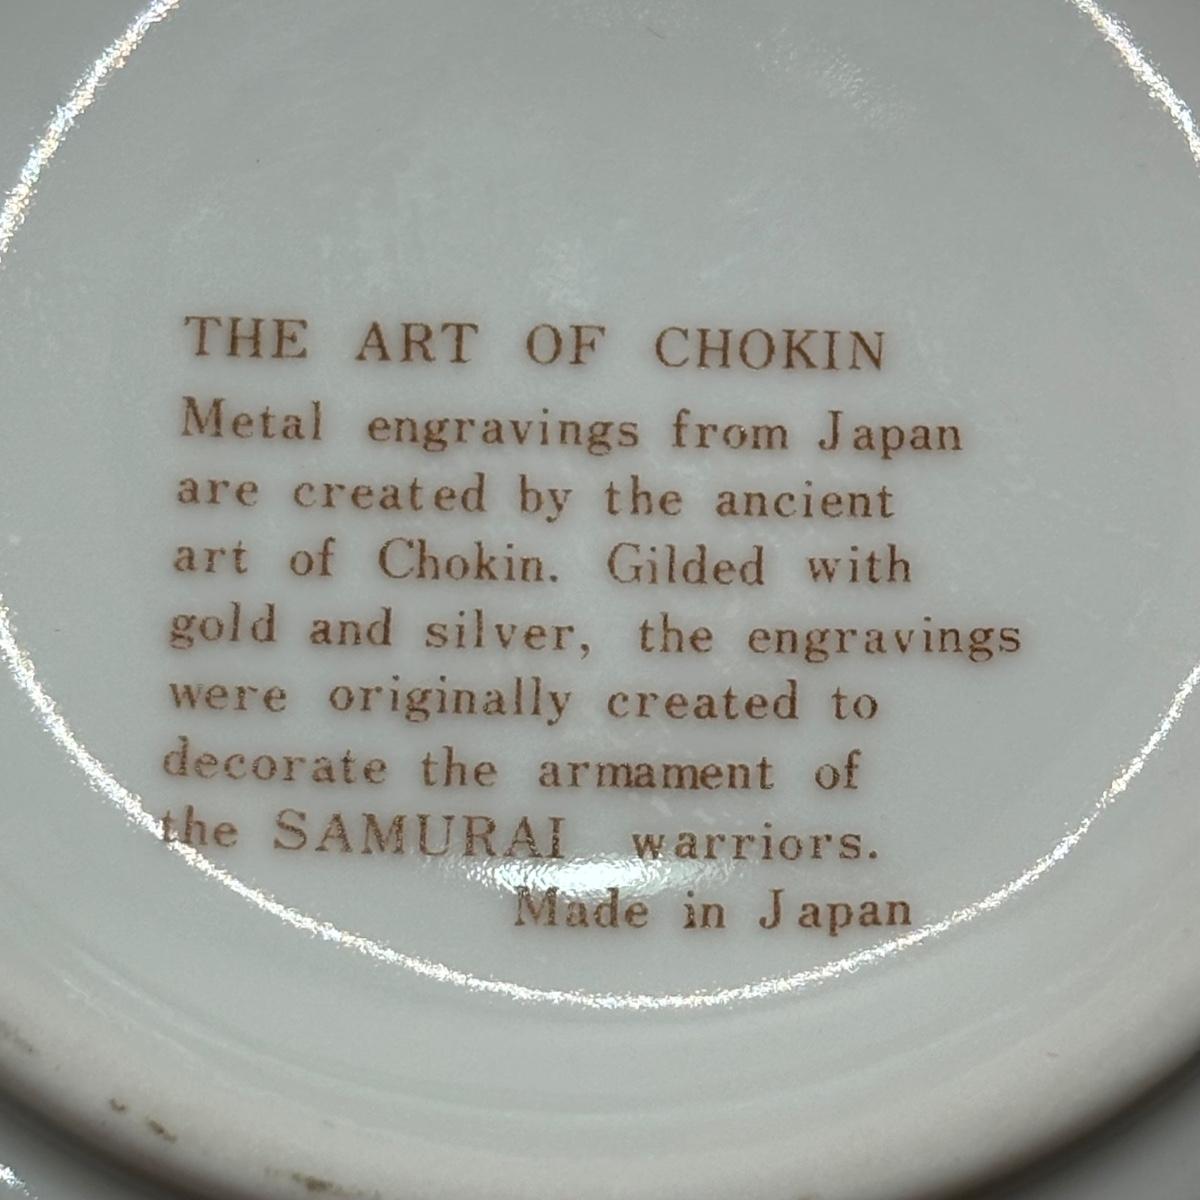 THE ART OF CHOKIN
Metal engravings from Japan
are created by the ancient
art of Chokin. Gilded with
gold and silver, the engravings
were originally created to
decorate the armament of
the SAMURAI warriors.
Made in Japan